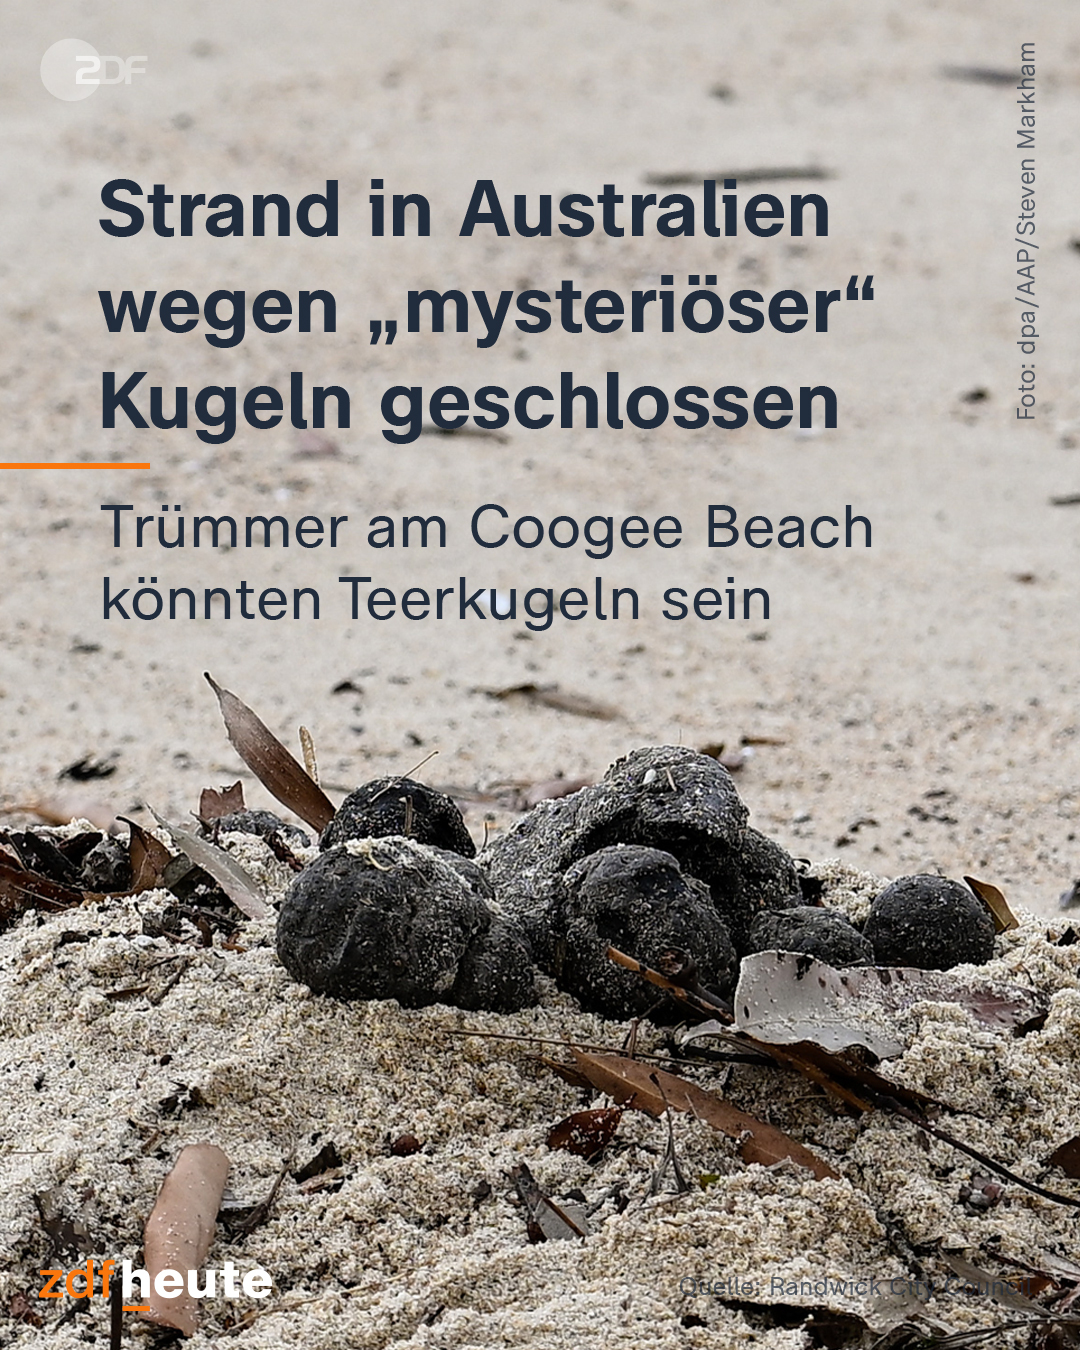 ZDF
Foto: dpa/AAP/Steven Markham
Strand in Australien
wegen „mysteriöser“
Kugeln geschlossen
Trümmer am Coogee Beach
könnten Teerkugeln sein
zdfheute
Quelle: Randwick City Council